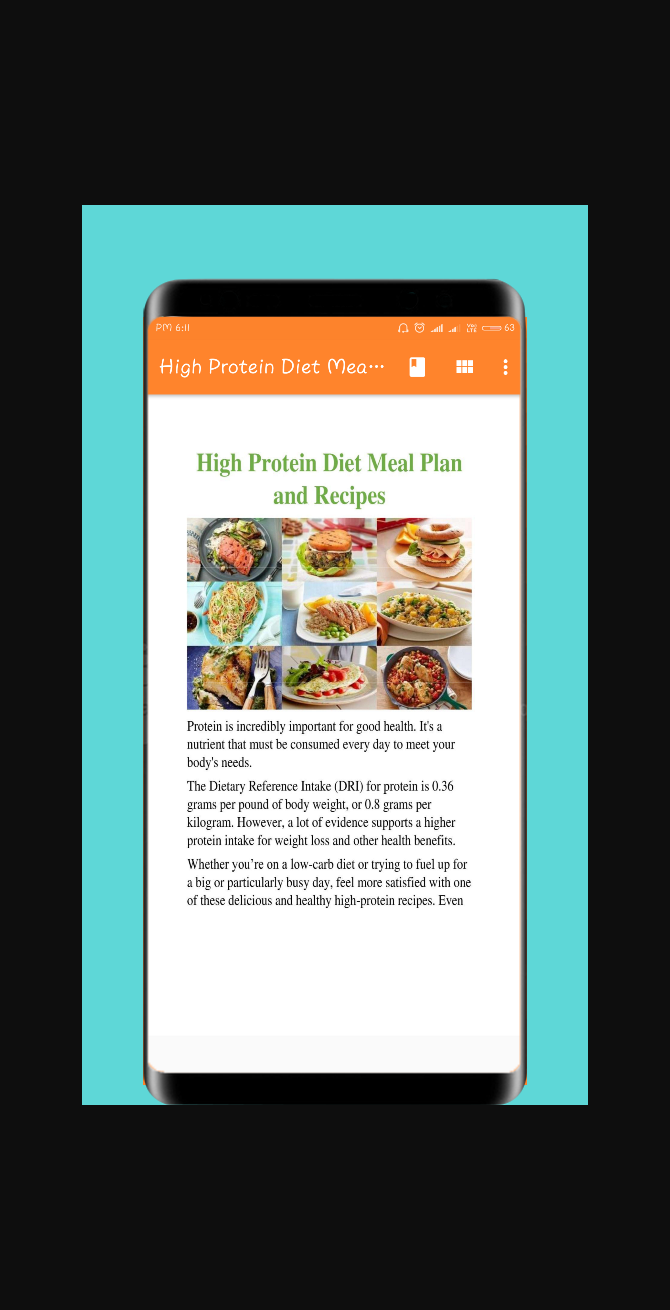 PM 6:11
VoLTE 63
High Protein Diet Mea...
High Protein Diet Meal Plan
and Recipes
Protein is incredibly important for good health. It's a
nutrient that must be consumed every day to meet your
body's needs.
The Dietary Reference Intake (DRI) for protein is 0.36
grams per pound of body weight, or 0.8 grams per
kilogram. However, a lot of evidence supports a higher
protein intake for weight loss and other health benefits.
Whether you’re on a low-carb diet or trying to fuel up for
a big or particularly busy day, feel more satisfied with one
of these delicious and healthy high-protein recipes. Even